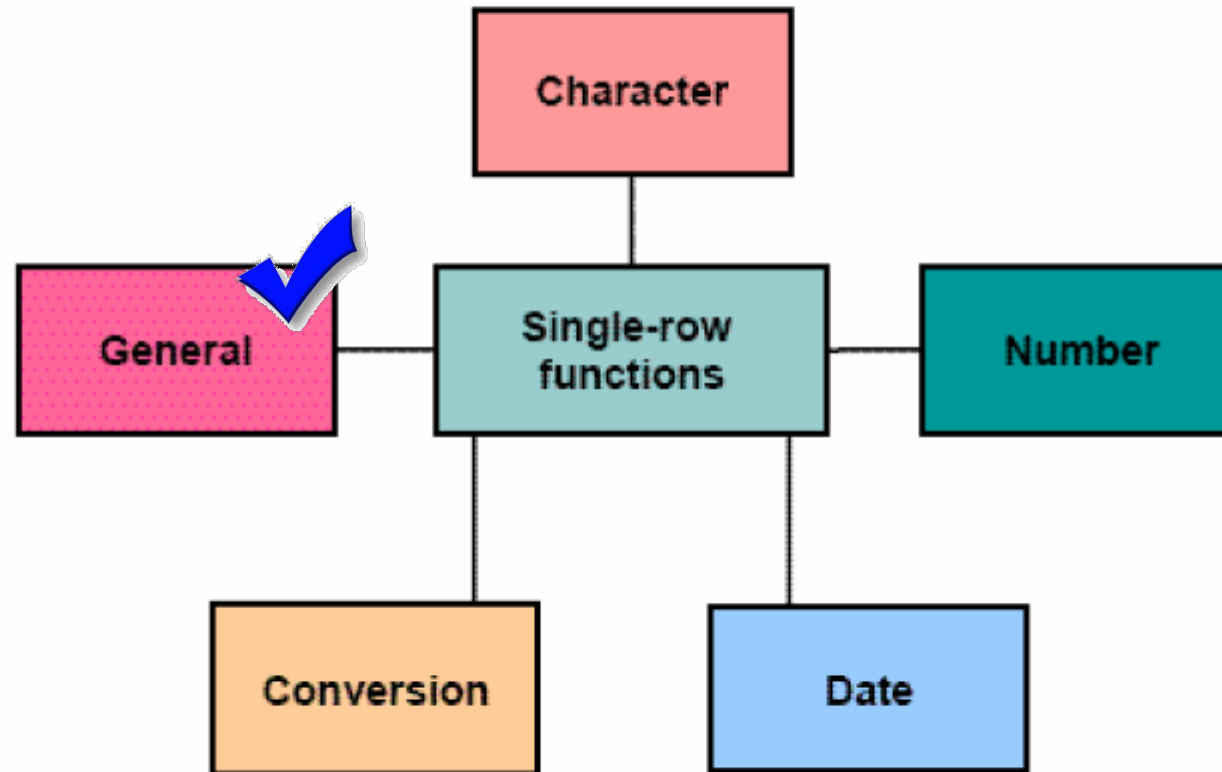 Character
General
Single-row
functions
Number
Conversion
Date